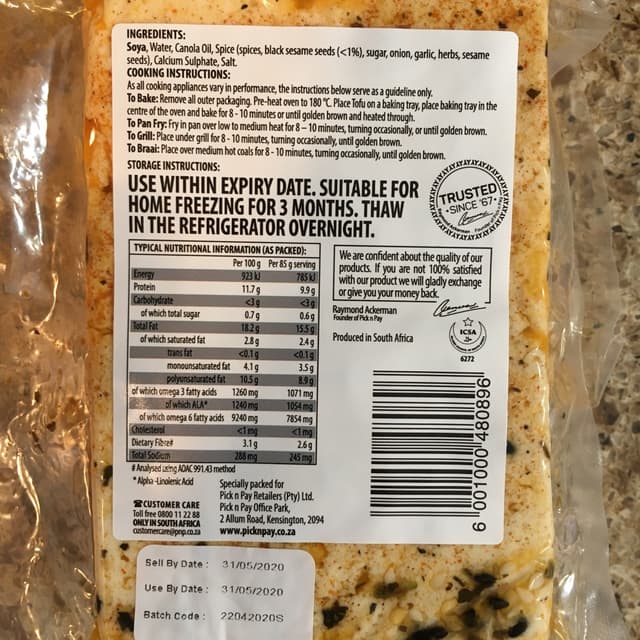 INGREDIENTS:
Soya, Water, Canola Oil, Spice (spices, black sesame seeds (<1%), sugar, onion, garlic, herbs, sesame
seeds), Calcium Sulphate, Salt.
COOKING INSTRUCTIONS:
As all cooking appliances vary in performance, the instructions below serve as a guideline only.
To Bake: Remove all outer packaging. Pre-heat oven to 180 °C. Place Tofu on a baking tray, place baking tray in the
centre of the oven and bake for 8 - 10 minutes or until golden brown and heated through.
To Pan Fry: Fry in pan over low to medium heat for 8 – 10 minutes, turning occasionally, or until golden brown.
To Grill: Place under grill for 8 - 10 minutes, turning occasionally, until golden brown.
To Braai: Place over medium hot coals for 8 - 10 minutes, turning occasionally, until golden brown.
STORAGE INSTRUCTIONS:
USE WITHIN EXPIRY DATE. SUITABLE FOR
HOME FREEZING FOR 3 MONTHS. THAW
IN THE REFRIGERATOR OVERNIGHT.
TRUSTED
• SINCE '67 •
TYPICAL NUTRITIONAL INFORMATION (AS PACKED):
Per 100 g Per 85 g serving
Energy 923 kJ 785 kJ
Protein 11.7 g 9.9 g
Carbohydrate <3 g <3 g
of which total sugar 0.7 g 0.6 g
Total Fat 18.2 g 15.5 g
of which saturated fat 2.8 g 2.4 g
trans fat <0.1 g <0.1 g
monounsaturated fat 4.1 g 3.5 g
polyunsaturated fat 10.5 g 8.9 g
of which omega 3 fatty acids 1260 mg 1071 mg
of which ALA* 1240 mg 1054 mg
of which omega 6 fatty acids 9240 mg 7854 mg
Cholesterol <1 mg <1 mg
Dietary Fibre# 3.1 g 2.6 g
Total Sodium 288 mg 245 mg
# Analysed using AOAC 991.43 method
* Alpha -Linolenic Acid
We are confident about the quality of our
products. If you are not 100% satisfied
with our product we will gladly exchange
or give you your money back.
Raymond Ackerman
Founder of Pick n Pay
Produced in South Africa
ICSA
6272
6 001000 480896
CUSTOMER CARE
Toll free 0800 11 22 88
ONLY IN SOUTH AFRICA
customercare@pnp.co.za
Specially packed for
Pick n Pay Retailers (Pty) Ltd.
Pick n Pay Office Park,
2 Allum Road, Kensington, 2094
www.picknpay.co.za
Sell By Date : 31/05/2020
Use By Date : 31/05/2020
Batch Code : 22042020S